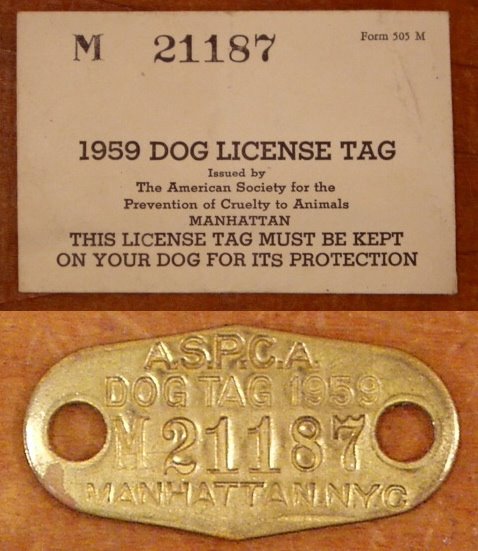 M 21187 Form 505 M
1959 DOG LICENSE TAG
Issued by
The American Society for the
Prevention of Cruelty to Animals
MANHATTAN
THIS LICENSE TAG MUST BE KEPT
ON YOUR DOG FOR ITS PROTECTION
A.S.P.C.A.
DOG TAG 1959
M 21187
MANHATTAN.NYC